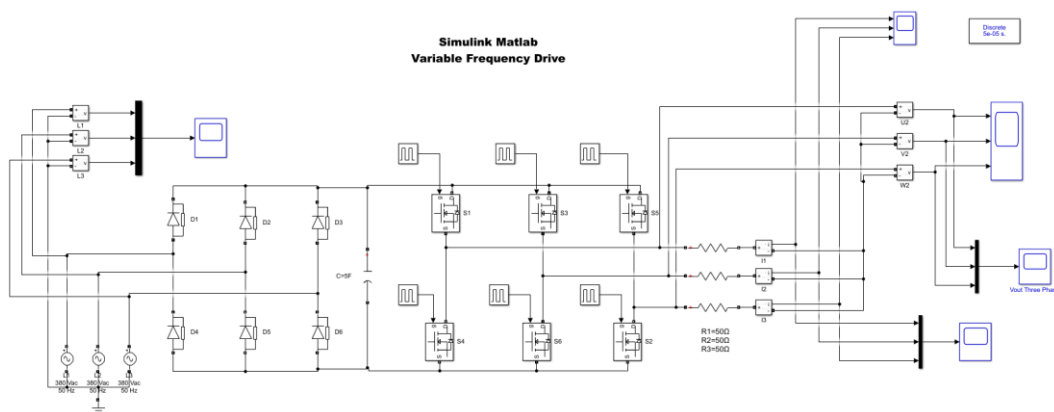 Simulink Matlab
Variable Frequency Drive
Discrete
5e-05 s.
L1
L2
L3
U2
V2
W2
D1
D2
D3
S1
S3
S5
C=5F
I1
I2
I3
Vout Three Pha
D4
D5
D6
S4
S6
S2
R1=50Ω
R2=50Ω
R3=50Ω
380 Vac
50 Hz
380 Vac
50 Hz
380 Vac
50 Hz